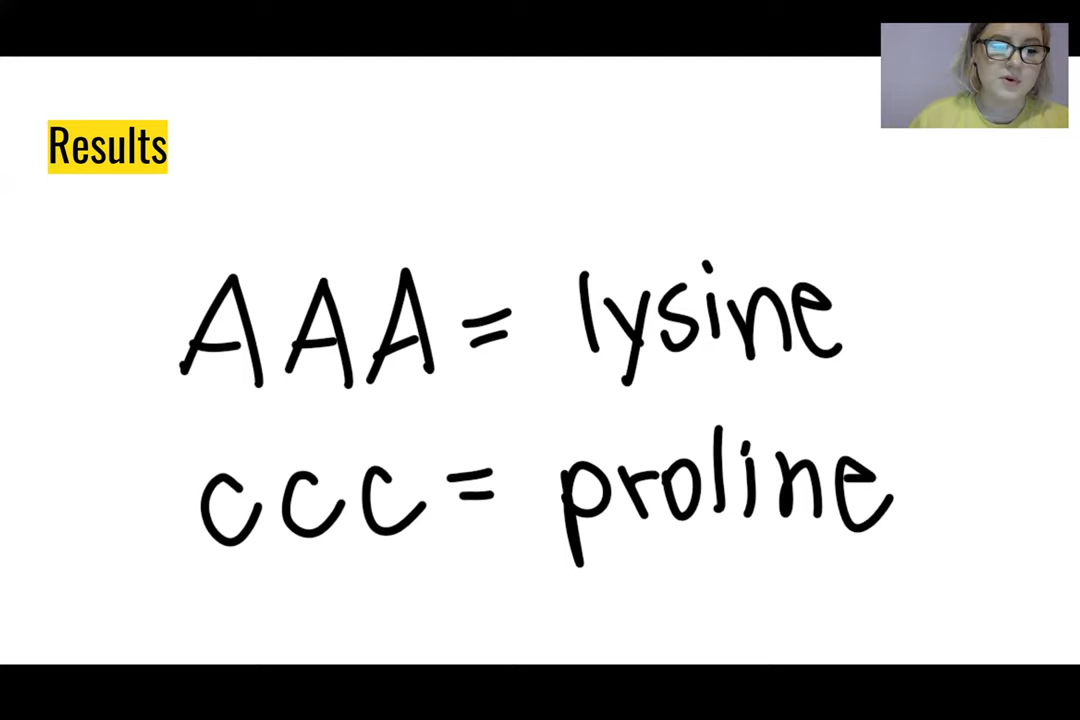 Results
AAA = lysine
CCC = proline